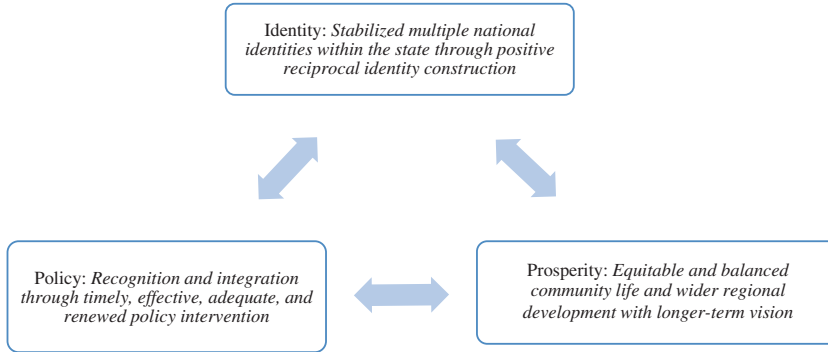 Identity: Stabilized multiple national
identities within the state through positive
reciprocal identity construction
Policy: Recognition and integration
through timely, effective, adequate, and
renewed policy intervention
Prosperity: Equitable and balanced
community life and wider regional
development with longer-term vision